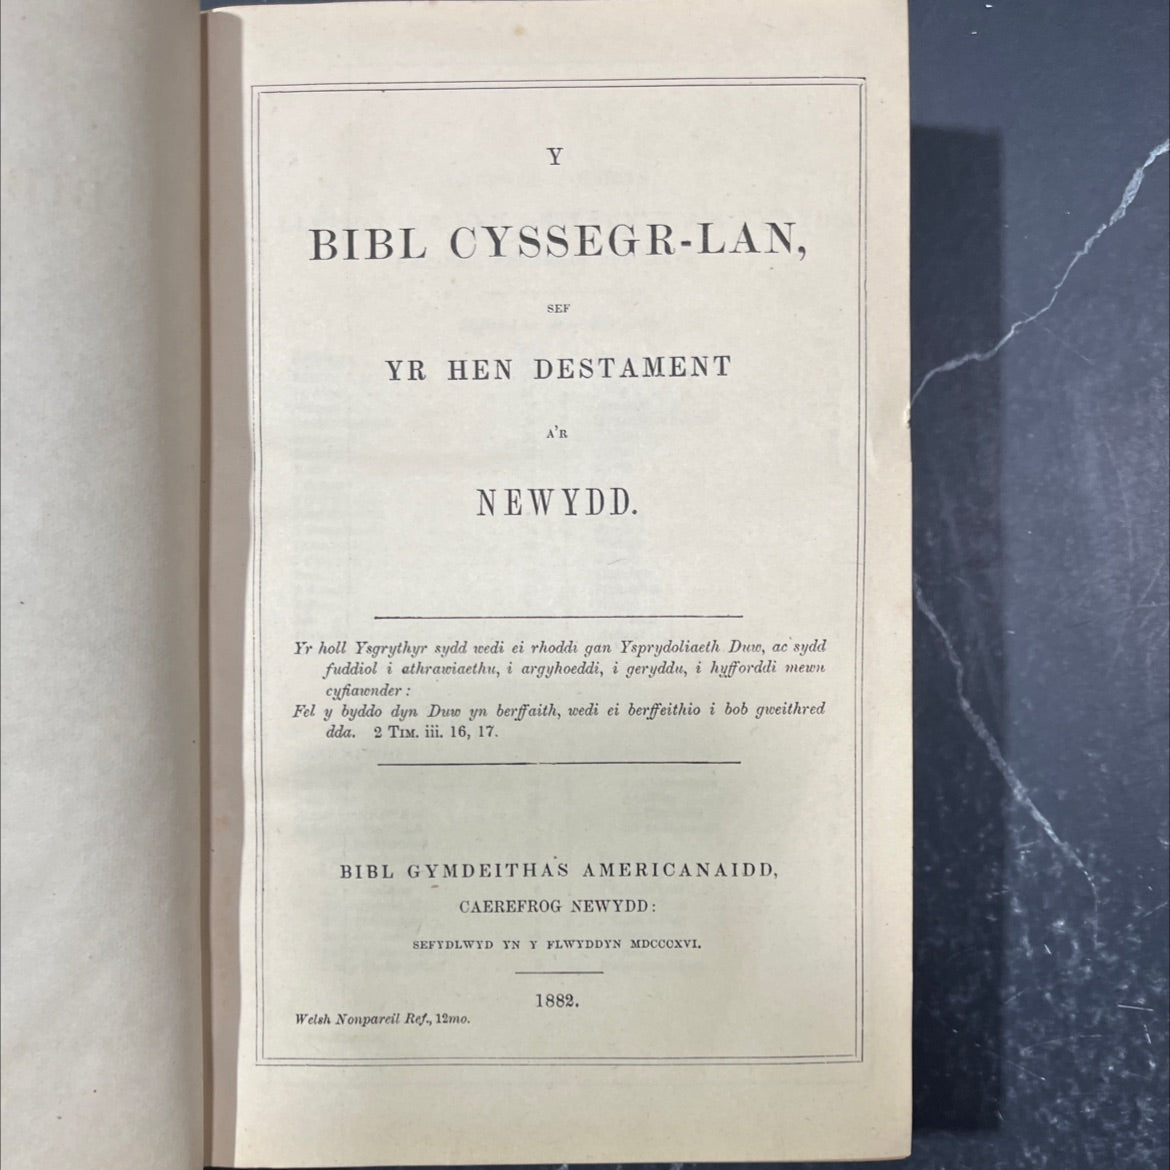 Y
BIBL CYSSEGR-LAN,
SEF
YR HEN DESTAMENT
A'R
NEWYDD.
Yr holl Ysgrythyr sydd wedi ei rhoddi gan Ysprydoliaeth Duw, ac sydd
fuddiol i athrawiaethu, i argyhoeddi, i geryddu, i hyfforddi mewn
cyfiawnder :
Fel y byddo dyn Duw yn berffaith, wedi ei berffeithio i bob gweithred
dda. 2 TIM. iii. 16, 17.
BIBL GYMDEITHAS AMERICANAIDD,
CAEREFROG NEWYDD:
SEFYDLWYD YN Y FLWYDDYN MDCCCXVI.
1882.
Welsh Nonpareil Ref., 12mo.